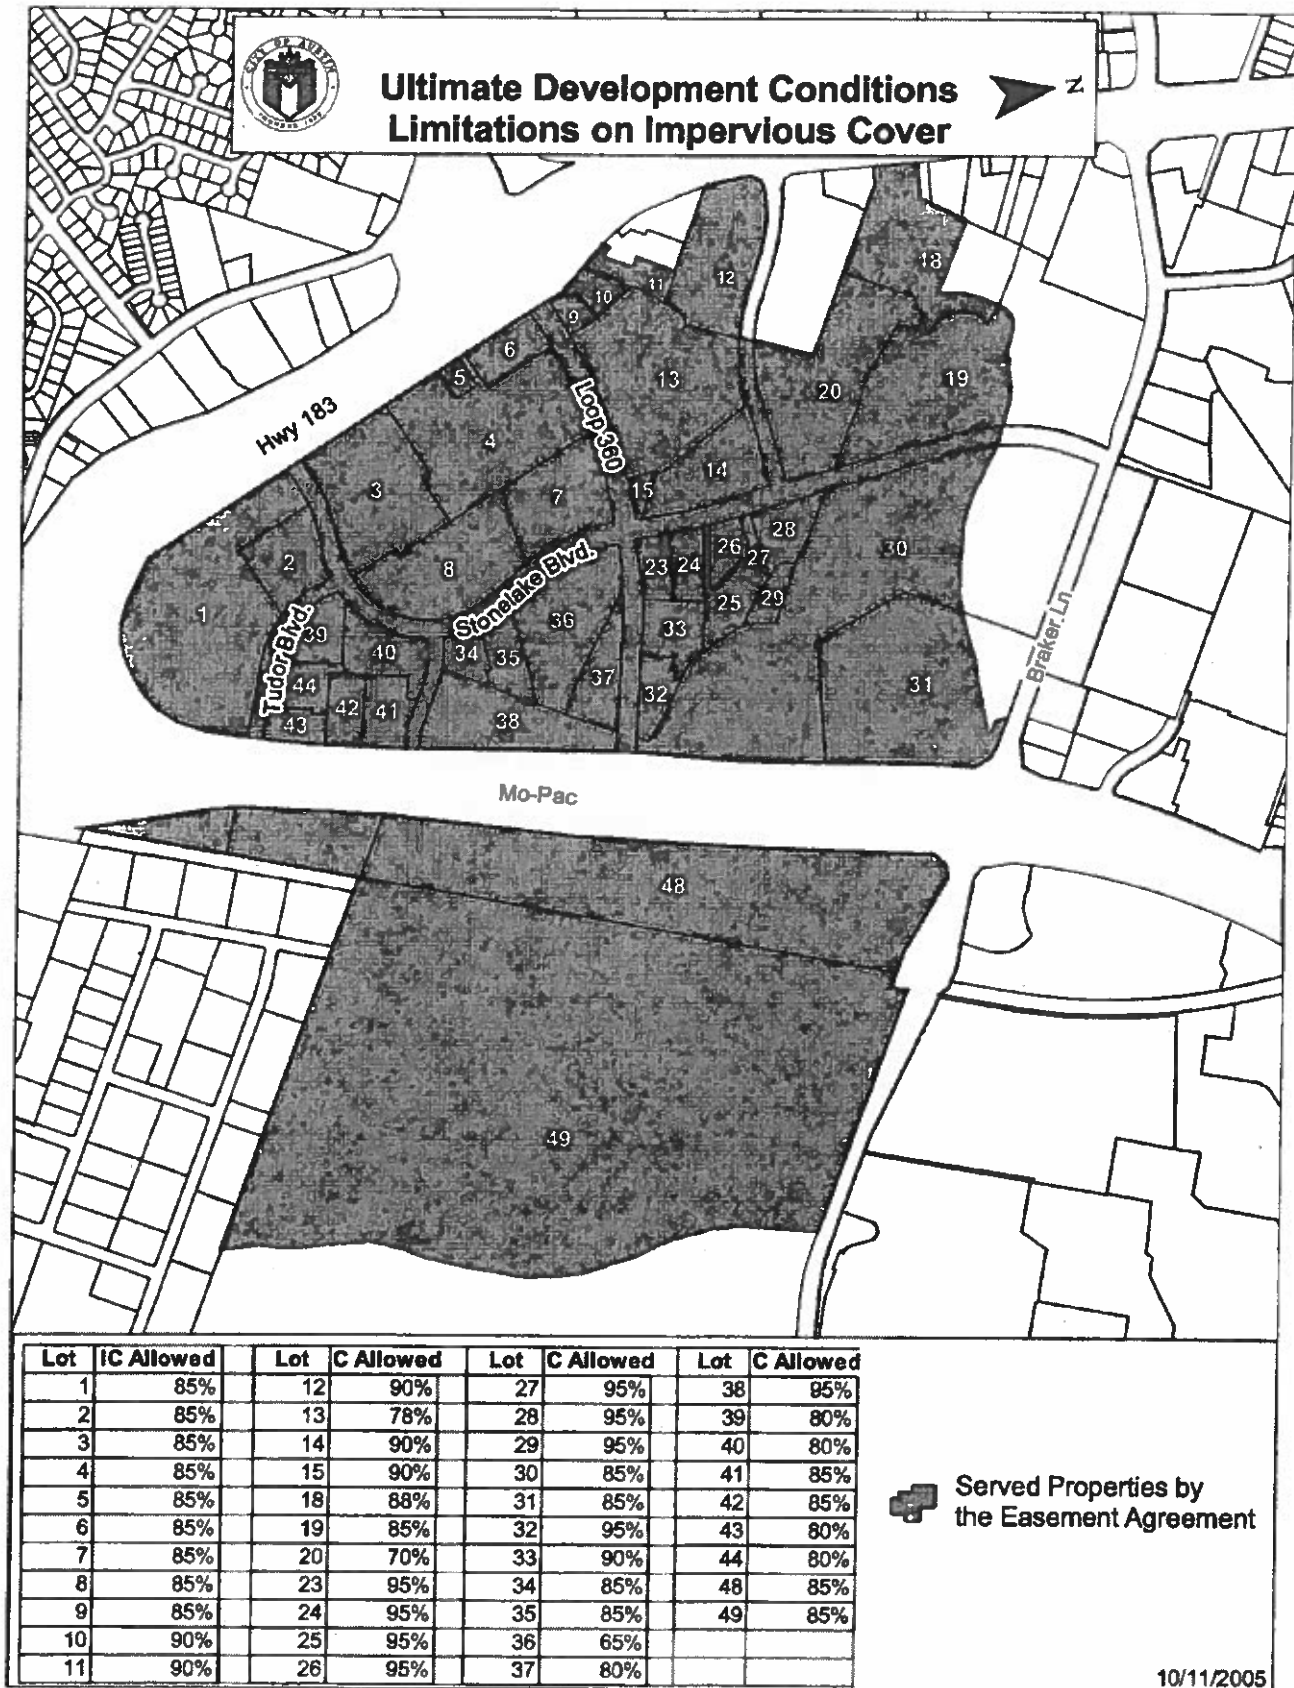 CITY OF AUSTIN
FOUNDED 1839
Ultimate Development Conditions
Limitations on Impervious Cover
N
Hwy 183
Loop 360
Stonelake Blvd.
Tudor Blvd.
Braker Ln
Mo-Pac
12
18
11
10
9
6
5
13
20
19
4
3
14
15
7
28
26
27
30
2
8
23
24
29
25
1
36
39
33
40
34
35
37
44
32
31
42
41
43
38
48
49
Lot IC Allowed Lot C Allowed Lot C Allowed Lot C Allowed
1 85% 12 90% 27 95% 38 95%
2 85% 13 78% 28 95% 39 80%
3 85% 14 90% 29 95% 40 80%
4 85% 15 90% 30 85% 41 85%
5 85% 18 88% 31 85% 42 85%
6 85% 19 85% 32 95% 43 80%
7 85% 20 70% 33 90% 44 80%
8 85% 23 95% 34 85% 48 85%
9 85% 24 95% 35 85% 49 85%
10 90% 25 95% 36 65%
11 90% 26 95% 37 80%
Served Properties by
the Easement Agreement
10/11/2005